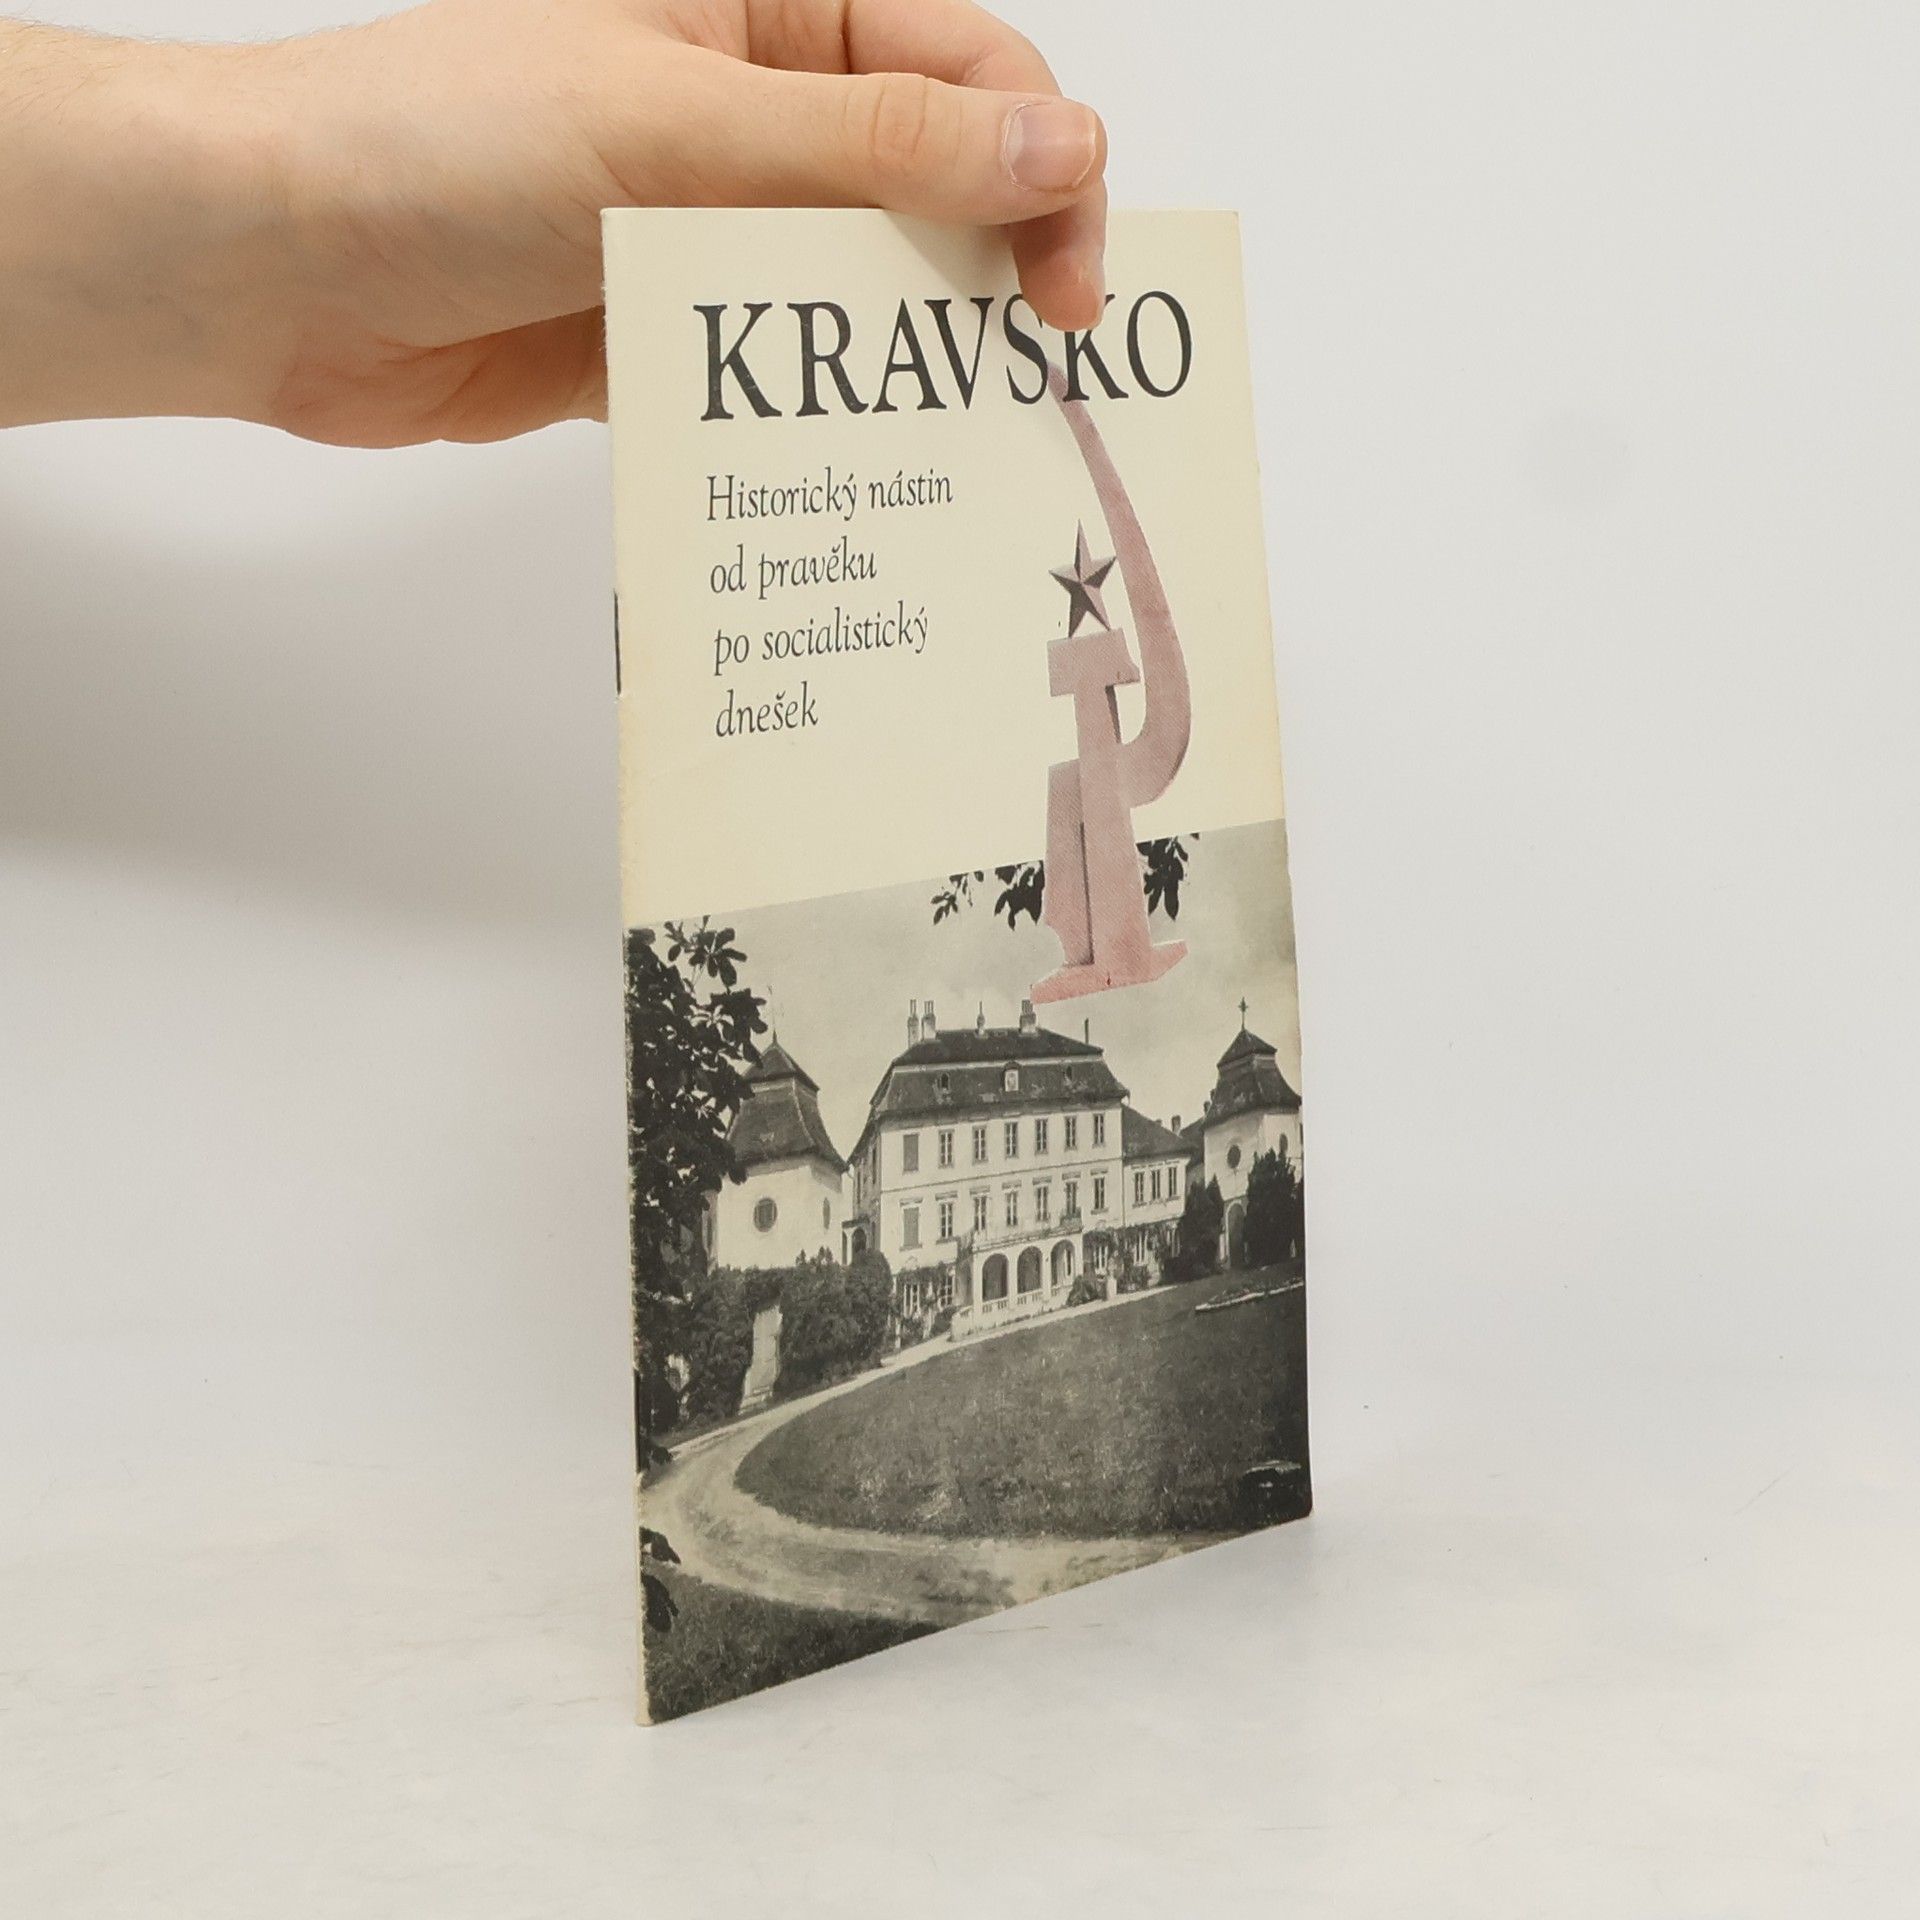 KRAVSKO
Historický nástin
od pravěku
po socialistický
dnešek